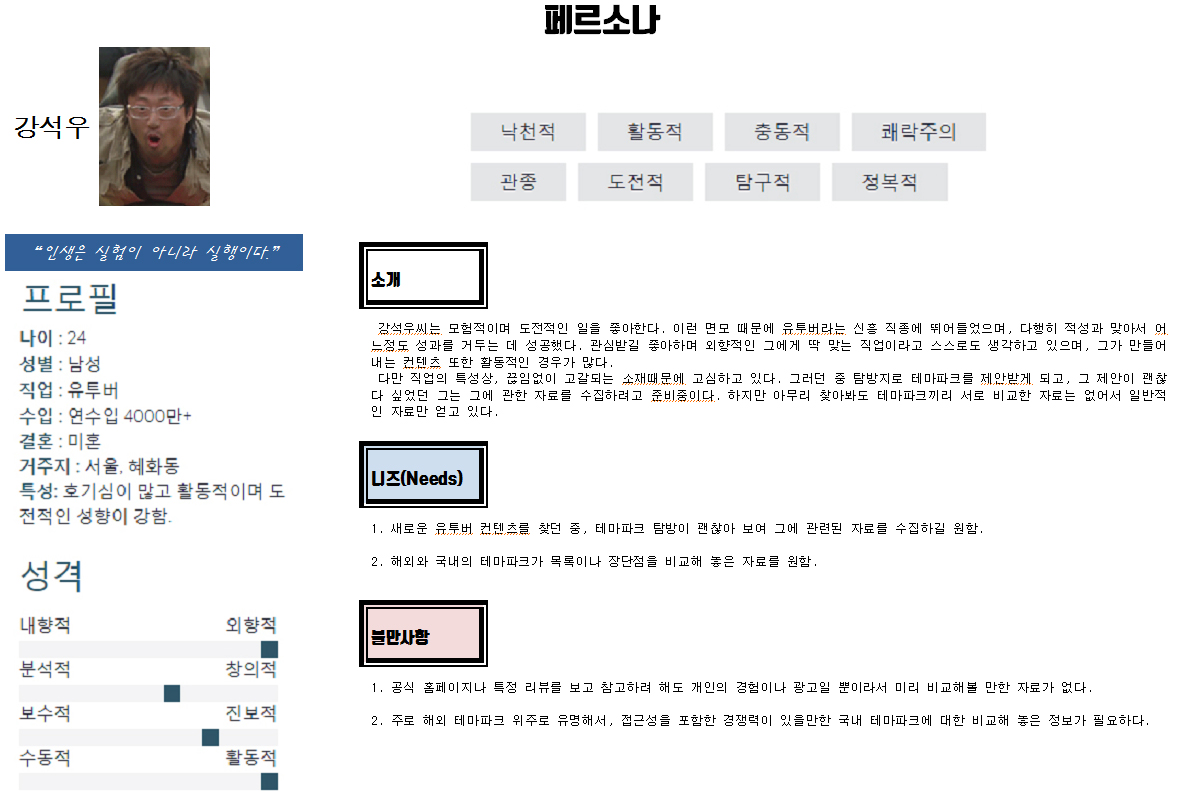 페르소나
강석우
낙천적 활동적 충동적 쾌락주의
관종 도전적 탐구적 정복적
“인생은 실험이 아니라 실행이다.”
프로필
나이 : 24
성별 : 남성
직업 : 유투버
수입 : 연수입 4000만+
결혼 : 미혼
거주지 : 서울, 혜화동
특성: 호기심이 많고 활동적이며 도
전적인 성향이 강함.
성격
내향적 외향적
분석적 창의적
보수적 진보적
수동적 활동적
소개
강석우씨는 모험적이며 도전적인 일을 좋아한다. 이런 면모 때문에 유투버라는 신흥 직종에 뛰어들었으며, 다행히 적성과 맞아서 어
느정도 성과를 거두는 데 성공했다. 관심받길 좋아하며 외향적인 그에게 딱 맞는 직업이라고 스스로도 생각하고 있으며, 그가 만들어
내는 컨텐츠 또한 활동적인 경우가 많다.
다만 직업의 특성상, 끊임없이 고갈되는 소재때문에 고심하고 있다. 그러던 중 탐방지로 테마파크를 제안받게 되고, 그 제안이 괜찮
다 싶었던 그는 그에 관한 자료를 수집하려고 준비중이다. 하지만 아무리 찾아봐도 테마파크끼리 서로 비교한 자료는 없어서 일반적
인 자료만 얻고 있다.
니즈(Needs)
1. 새로운 유투버 컨텐츠를 찾던 중, 테마파크 탐방이 괜찮아 보여 그에 관련된 자료를 수집하길 원함.
2. 해외와 국내의 테마파크가 목록이나 장단점을 비교해 놓은 자료를 원함.
불만사항
1. 공식 홈페이지나 특정 리뷰를 보고 참고하려 해도 개인의 경험이나 광고일 뿐이라서 미리 비교해볼 만한 자료가 없다.
2. 주로 해외 테마파크 위주로 유명해서, 접근성을 포함한 경쟁력이 있을만한 국내 테마파크에 대한 비교해 놓은 정보가 필요하다.